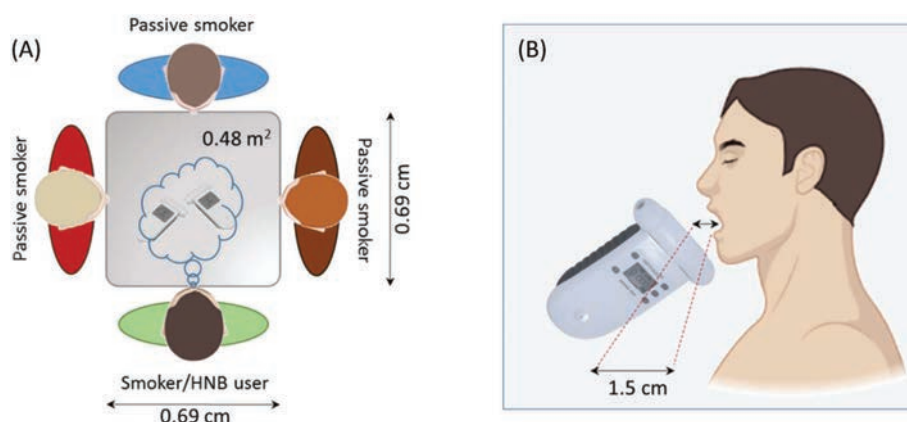 (A)
Passive smoker
0.48 m²
Passive smoker
Passive smoker
0.69 cm
Smoker/HNB user
0.69 cm
(B)
1.5 cm